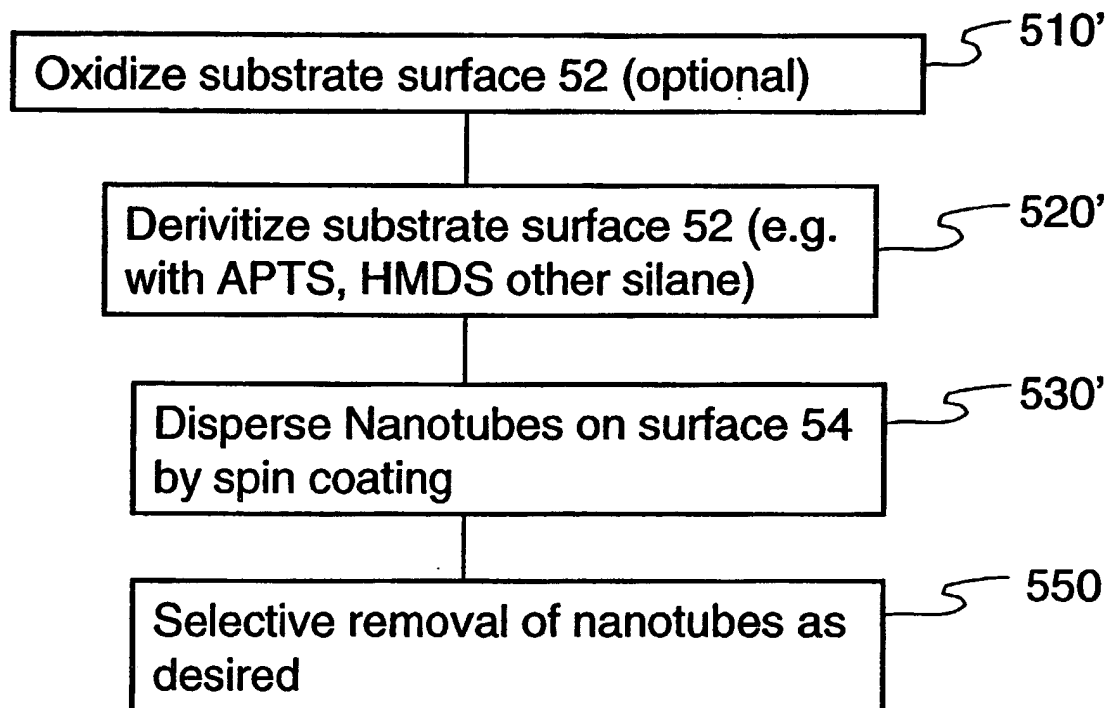 510'
Oxidize substrate surface 52 (optional)
520'
Derivitize substrate surface 52 (e.g.
with APTS, HMDS other silane)
530'
Disperse Nanotubes on surface 54
by spin coating
550
Selective removal of nanotubes as
desired